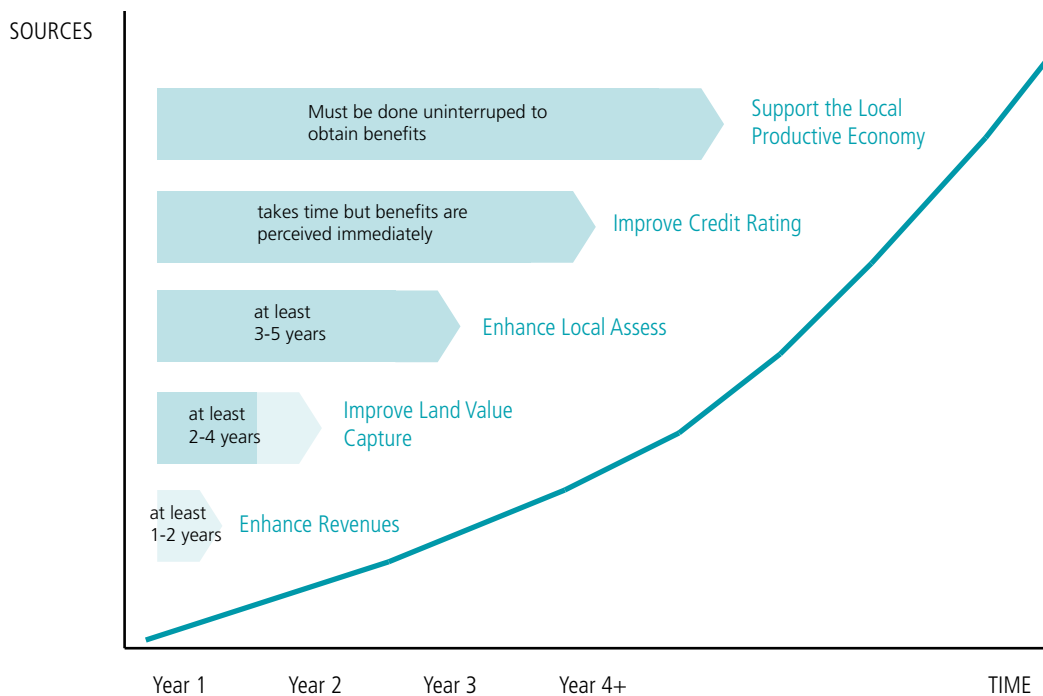 SOURCES
Must be done uninterruped to
obtain benefits
Support the Local
Productive Economy
takes time but benefits are
perceived immediately
Improve Credit Rating
at least
3-5 years
Enhance Local Assess
at least
2-4 years
Improve Land Value
Capture
at least
1-2 years
Enhance Revenues
Year 1
Year 2
Year 3
Year 4+
TIME